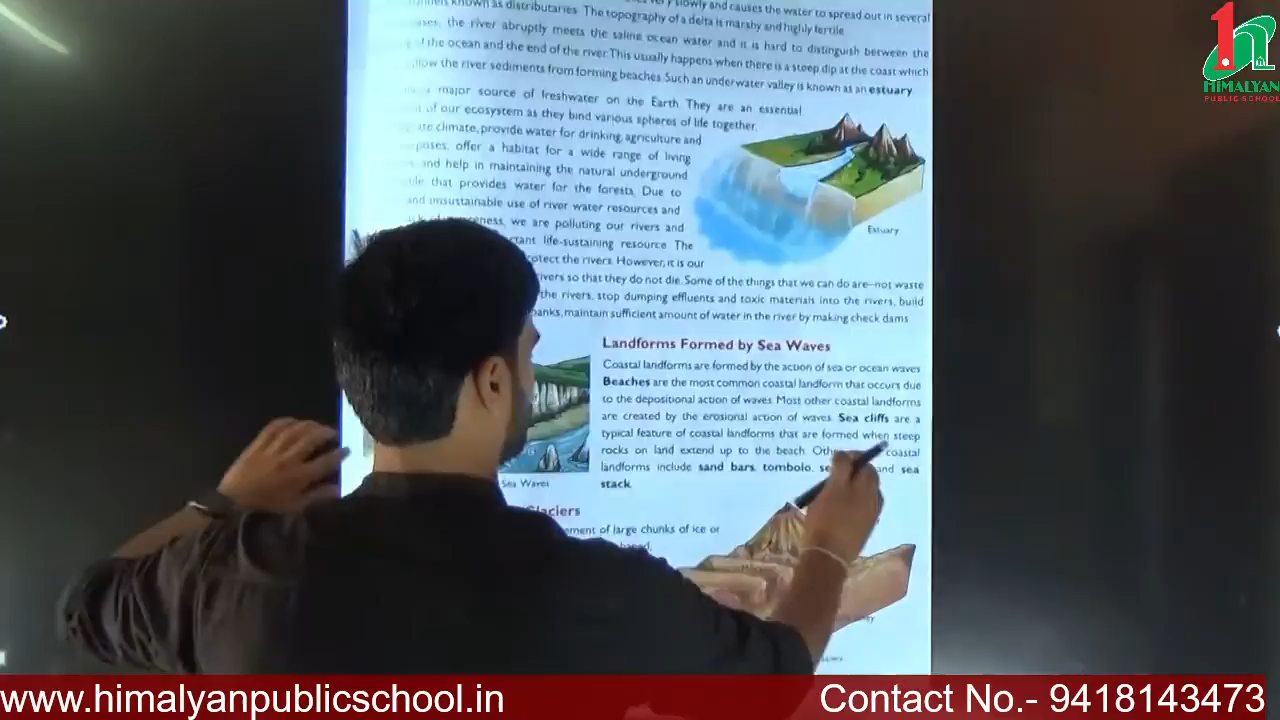 slowly and causes the water to spread out in several
known as distributaries. The topography of a delta is marshy and highly fertile
the river abruptly meets the saline ocean water and it is hard to distinguish between the
of the ocean and the end of the river. This usually happens when there is a steep dip at the coast which
the river sediments from forming beaches. Such an underwater valley is known as an estuary.
a major source of freshwater on the Earth. They are an essential
of our ecosystem as they bind various spheres of life together,
climate, provide water for drinking, agriculture and
offer a habitat for a wide range of living
and help in maintaining the natural underground
that provides water for the forests. Due to
and unsustainable use of river water resources and
we are polluting our rivers and
life-sustaining resource. The
the rivers. However, it is our
Estuary
so that they do not die. Some of the things that we can do are–not waste
the rivers, stop dumping effluents and toxic materials into the rivers, build
maintain sufficient amount of water in the river by making check dams
Landforms Formed by Sea Waves
Coastal landforms are formed by the action of sea or ocean waves
Beaches are the most common coastal landform that occurs due
to the depositional action of waves. Most other coastal landforms
are created by the erosional action of waves. Sea cliffs are a
typical feature of coastal landforms that are formed when steep
rocks on land extend up to the beach. coastal
landforms include sand bars, tombolo, and sea
stack.
Sea Waves
Glaciers
of large chunks of ice or
1h
HIMALYAN
PUBLIC SCHOOL
www.himalyanpublicschool.in
Contact No.- 9418143473